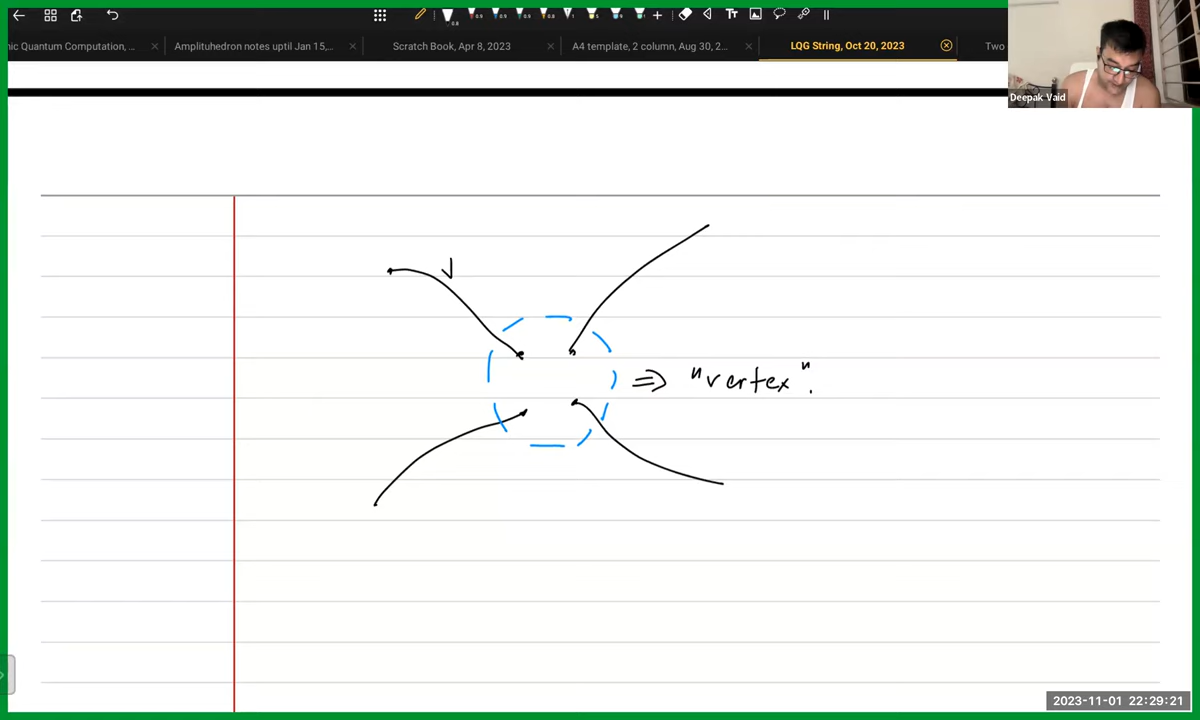 nic Quantum Computation, ...
Amplituhedron notes uptil Jan 15,...
Scratch Book, Apr 8, 2023
A4 template, 2 column, Aug 30, 2...
LQG String, Oct 20, 2023
Two
Deepak Vaid
⇒ "vertex".
2023-11-01 22:29:21